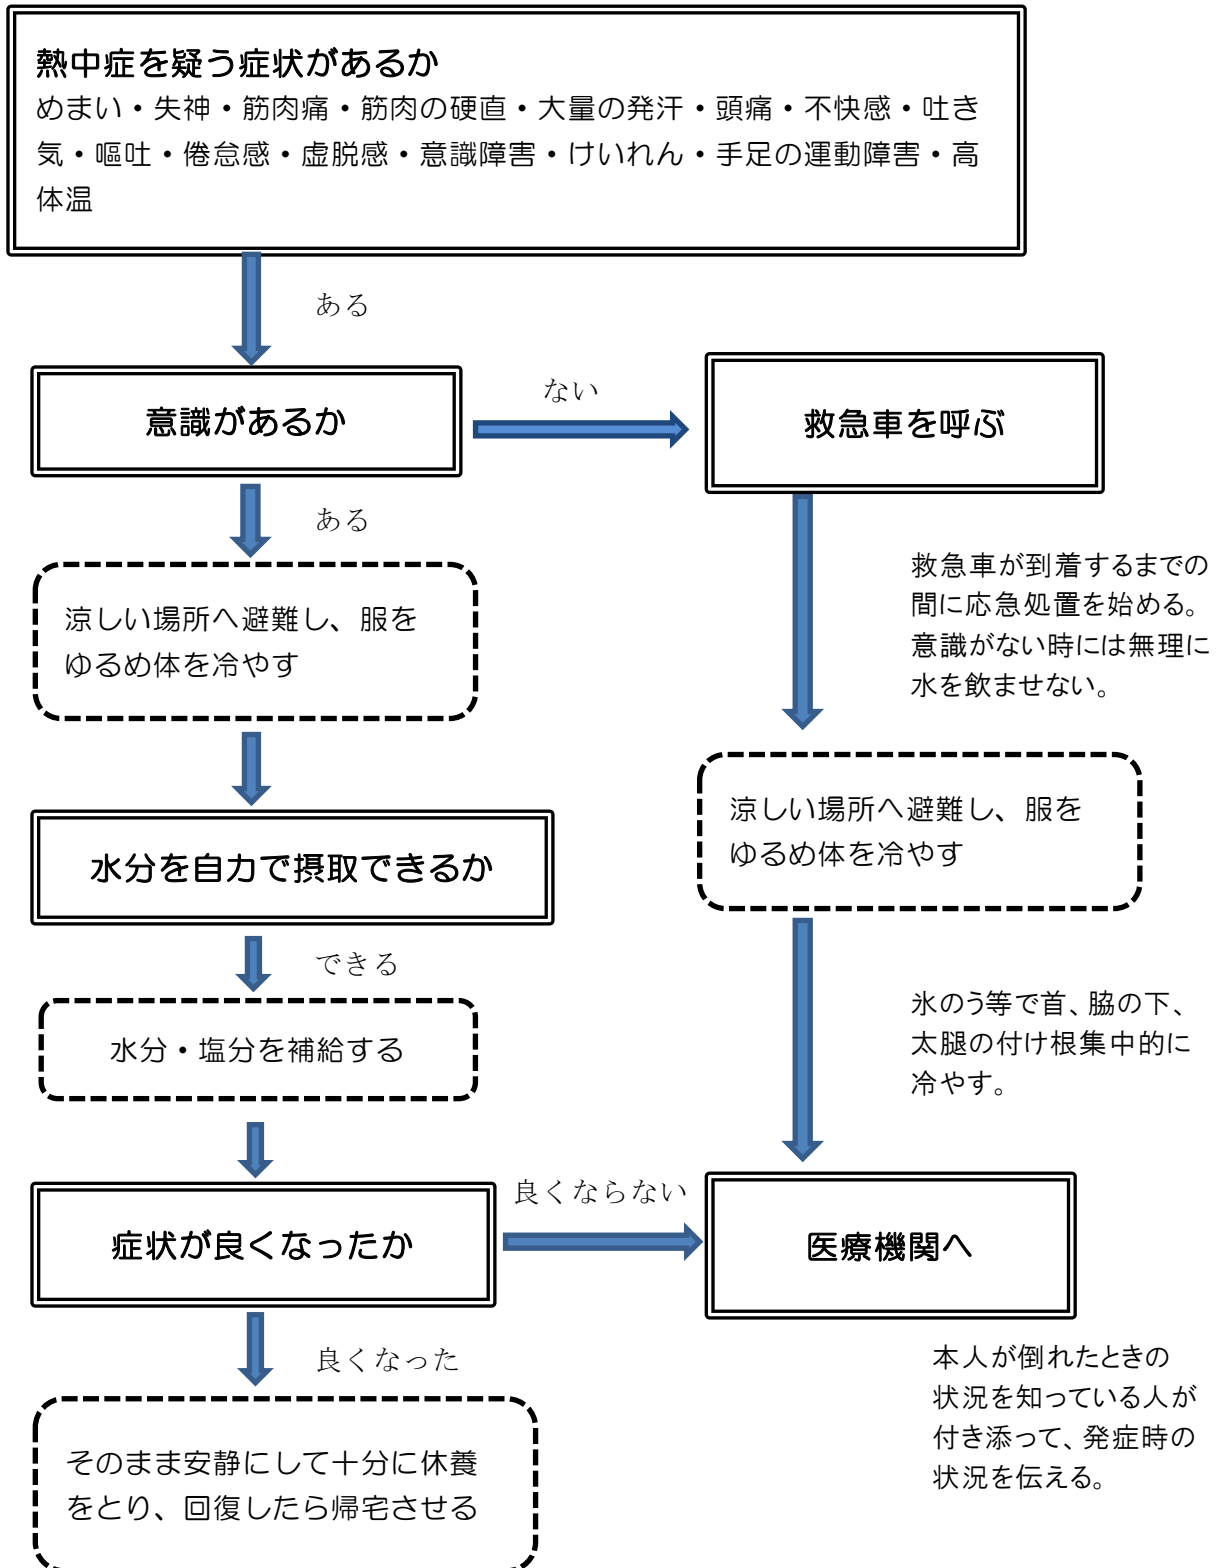 熱中症を疑う症状があるか
めまい・失神・筋肉痛・筋肉の硬直・大量の発汗・頭痛・不快感・吐き
気・嘔吐・倦怠感・虚脱感・意識障害・けいれん・手足の運動障害・高
体温
ある
意識があるか
ない
救急車を呼ぶ
ある
救急車が到着するまでの
間に応急処置を始める。
意識がない時には無理に
水を飲ませない。
涼しい場所へ避難し、服を
ゆるめ体を冷やす
涼しい場所へ避難し、服を
ゆるめ体を冷やす
水分を自力で摂取できるか
できる
氷のう等で首、脇の下、
太腿の付け根集中的に
冷やす。
水分・塩分を補給する
症状が良くなったか
良くならない
医療機関へ
良くなった
本人が倒れたときの
状況を知っている人が
付き添って、発症時の
状況を伝える。
そのまま安静にして十分に休養
をとり、回復したら帰宅させる